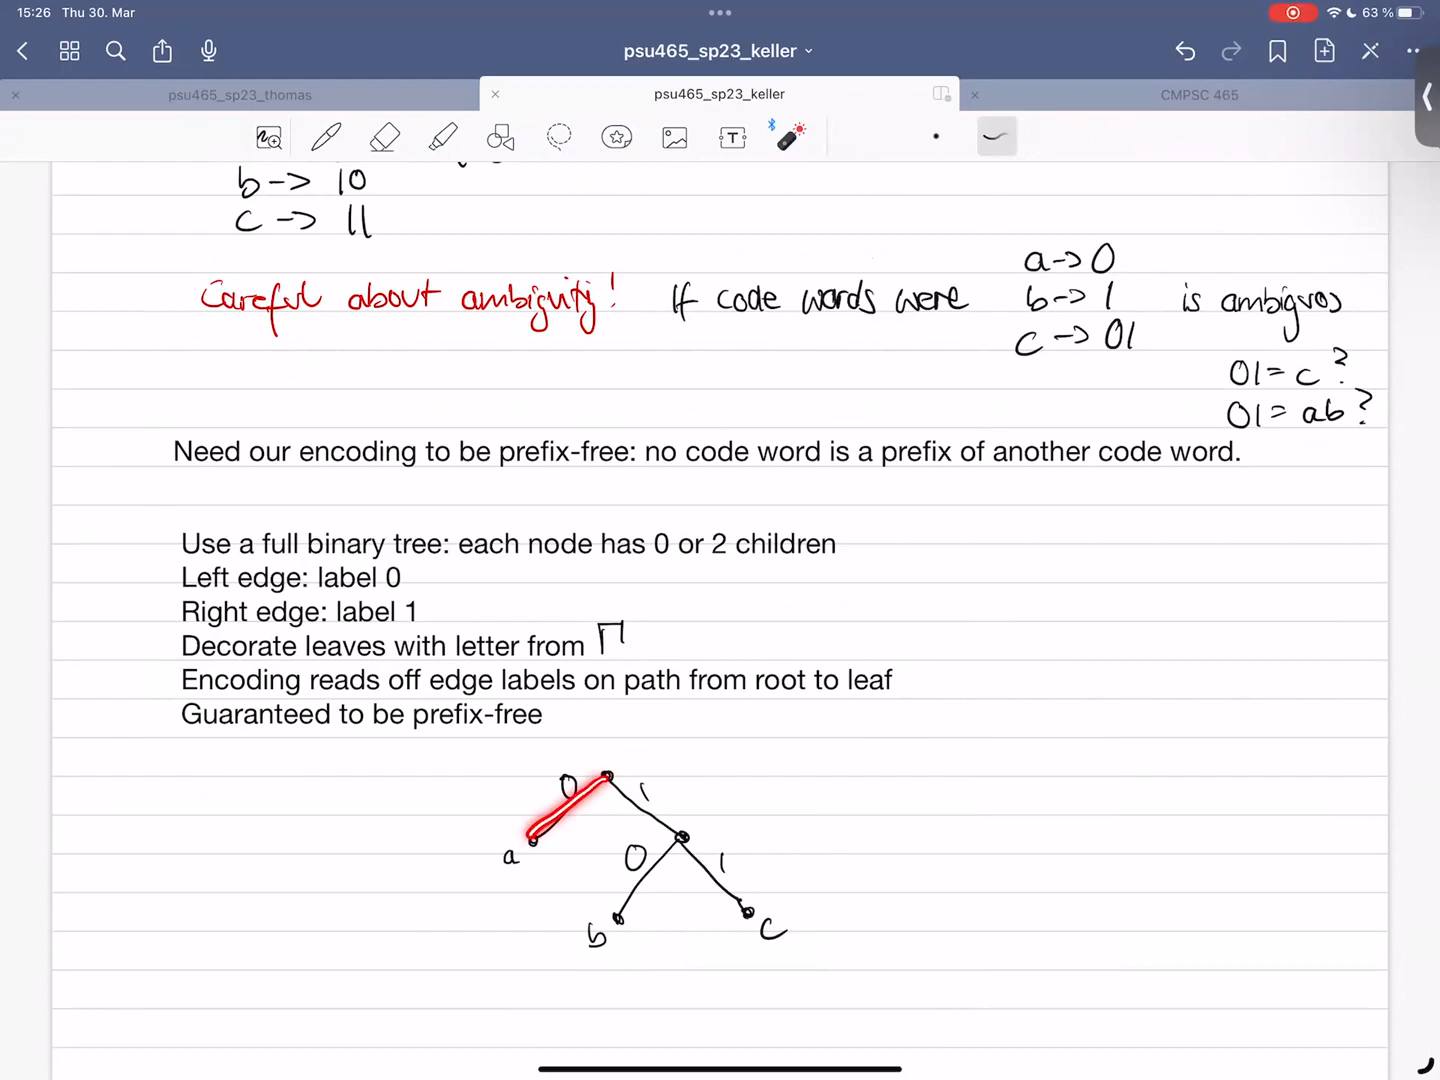 15:26 Thu 30. Mar
63 %
psu465_sp23_keller
psu465_sp23_thomas
psu465_sp23_keller
CMPSC 465
T
b -> 10
c -> 11
a -> 0
Careful about ambiguity! If code words were b -> 1 is ambigvos
c -> 01
01 = c ?
01 = ab ?
Need our encoding to be prefix-free: no code word is a prefix of another code word.
Use a full binary tree: each node has 0 or 2 children
Left edge: label 0
Right edge: label 1
Decorate leaves with letter from Γ
Encoding reads off edge labels on path from root to leaf
Guaranteed to be prefix-free
0 1
a 0 1
b c